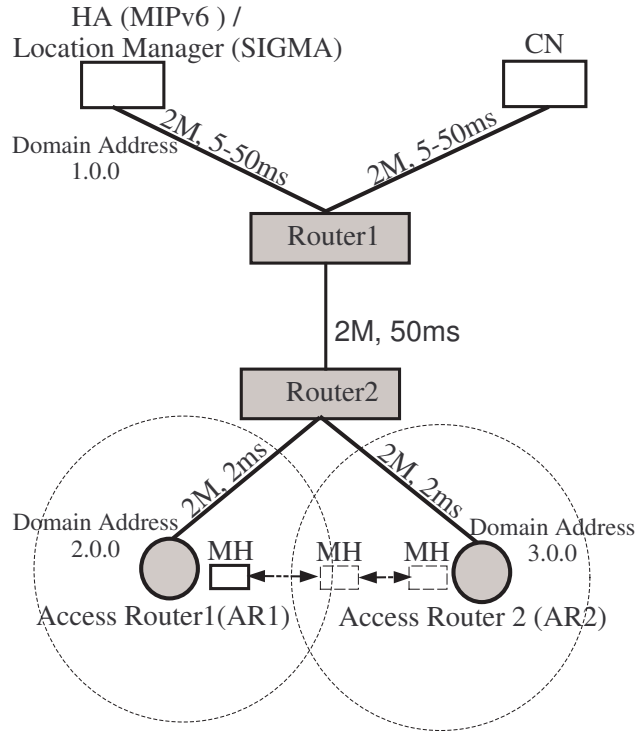 HA (MIPv6 ) /
Location Manager (SIGMA)
CN
2M, 5-50ms
2M, 5-50ms
Domain Address
1.0.0
Router1
2M, 50ms
Router2
2M, 2ms
2M, 2ms
Domain Address
2.0.0
Domain Address
3.0.0
MH
MH
MH
Access Router1(AR1)
Access Router 2 (AR2)